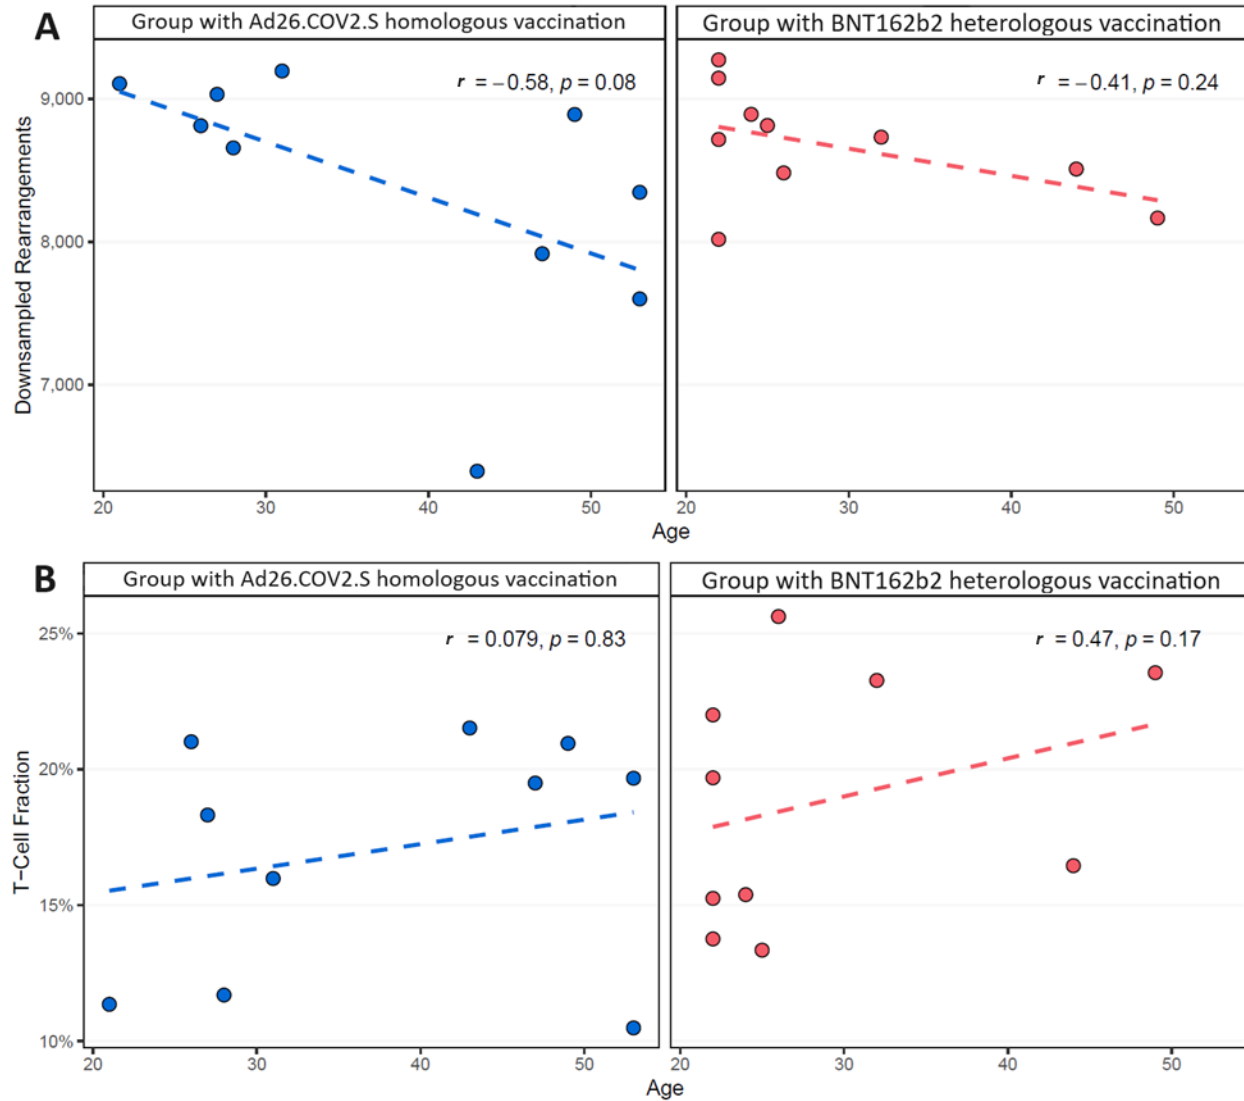 A
Group with Ad26.COV2.S homologous vaccination
Group with BNT162b2 heterologous vaccination
r = −0.58, p = 0.08
r = −0.41, p = 0.24
Downsampled Rearrangements
9,000
8,000
7,000
20 30 40 50
20 30 40 50
Age
B
Group with Ad26.COV2.S homologous vaccination
Group with BNT162b2 heterologous vaccination
r = 0.079, p = 0.83
r = 0.47, p = 0.17
T−Cell Fraction
25%
20%
15%
10%
20 30 40 50
20 30 40 50
Age